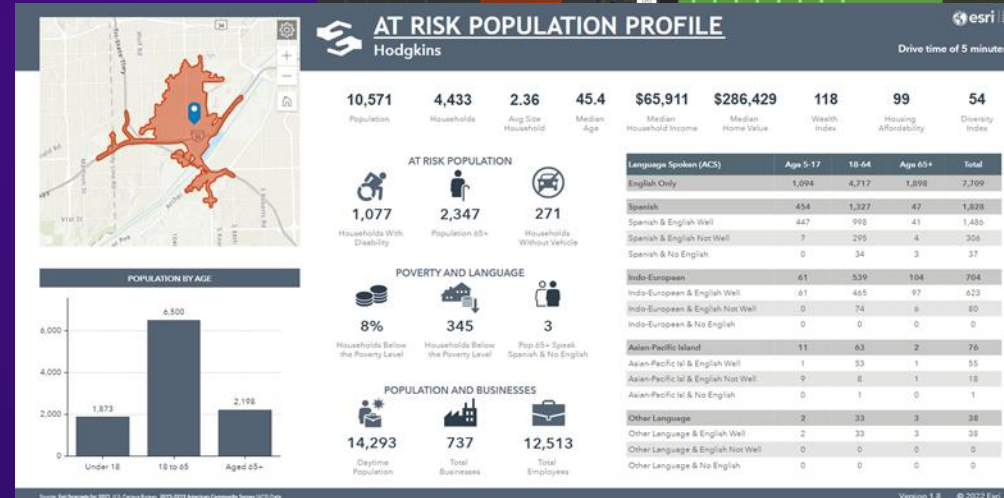 AT RISK POPULATION PROFILE
Hodgkins
esri
Drive time of 5 minutes
10,571 4,433 2.36 45.4 $65,911 $286,429 118 99 54
Population Households Avg Size Household Median Age Median Household Income Median Home Value Wealth Index Housing Affordability Diversity Index
AT RISK POPULATION
1,077 2,347 271
Households With Disability Population 65+ Households Without Vehicle
POVERTY AND LANGUAGE
8% 345 3
Households Below the Poverty Level Households Below the Poverty Level Pop 65+ Speak Spanish & No English
POPULATION AND BUSINESSES
14,293 737 12,513
Daytime Population Total Businesses Total Employees
POPULATION BY AGE
6,000
4,000
2,000
0
1,873 6,500 2,198
Under 18 18 to 65 Aged 65+
Language Spoken (ACS) Age 5-17 18-64 Age 65+ Total
English Only 1,094 4,717 1,898 7,709
Spanish 454 1,327 47 1,828
Spanish & English Well 447 998 41 1,486
Spanish & English Not Well 7 295 4 306
Spanish & No English 0 34 3 37
Indo-European 61 539 104 704
Indo-European & English Well 61 465 97 623
Indo-European & English Not Well 0 74 6 80
Indo-European & No English 0 0 0 0
Asian-Pacific Island 11 63 2 76
Asian-Pacific Isl & English Well 1 53 1 55
Asian-Pacific Isl & English Not Well 9 8 1 18
Asian-Pacific Isl & No English 0 1 0 1
Other Language 2 33 3 38
Other Language & English Well 2 33 3 38
Other Language & English Not Well 0 0 0 0
Other Language & No English 0 0 0 0
Version 1.8 © 2022 Esri